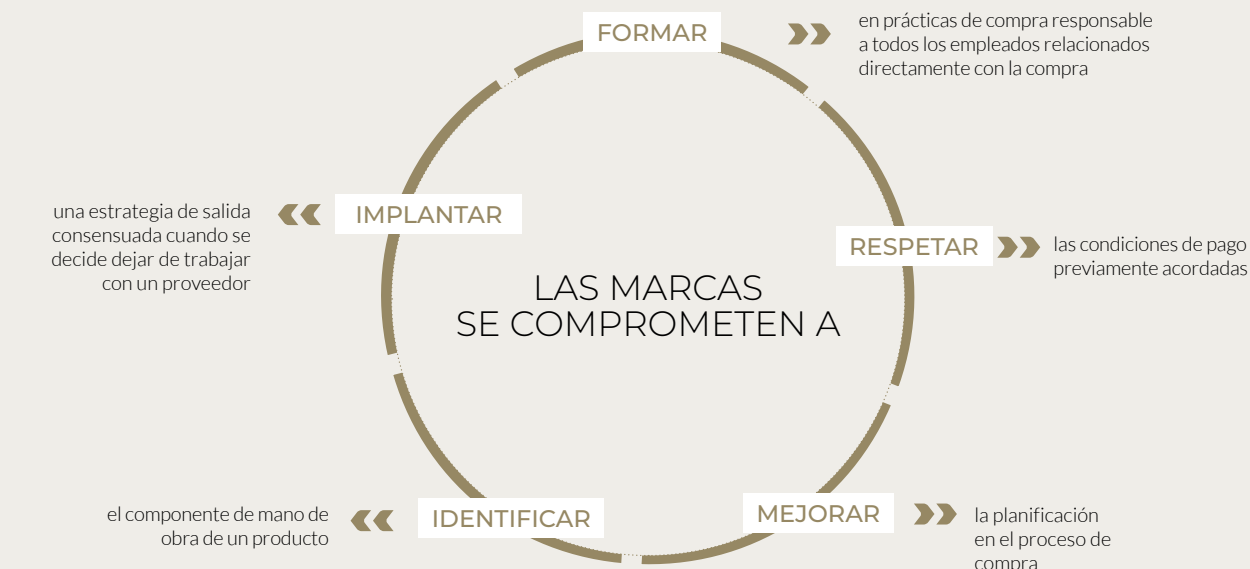 FORMAR
en prácticas de compra responsable
a todos los empleados relacionados
directamente con la compra
IMPLANTAR
una estrategia de salida
consensuada cuando se
decide dejar de trabajar
con un proveedor
RESPETAR
las condiciones de pago
previamente acordadas
LAS MARCAS
SE COMPROMETEN A
IDENTIFICAR
el componente de mano de
obra de un producto
MEJORAR
la planificación
en el proceso de
compra